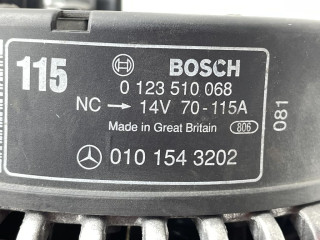 115
BOSCH
0 123 510 068
NC → 14V 70-115A
Made in Great Britain 806
010 154 3202
081